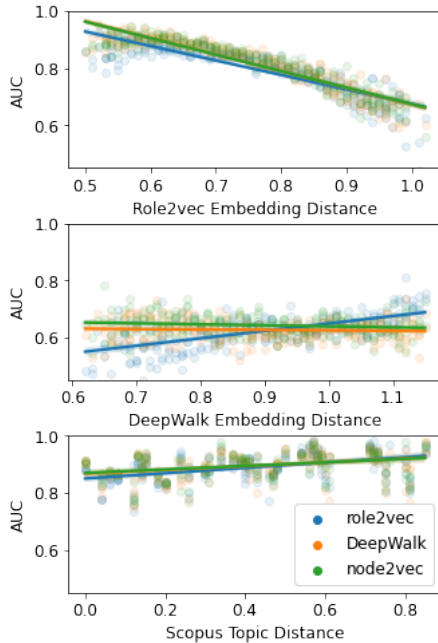 1.0
0.8
0.6
AUC
0.5 0.6 0.7 0.8 0.9 1.0
Role2vec Embedding Distance
1.0
0.8
0.6
AUC
0.6 0.7 0.8 0.9 1.0 1.1
DeepWalk Embedding Distance
1.0
0.8
0.6
AUC
role2vec
DeepWalk
node2vec
0.0 0.2 0.4 0.6 0.8
Scopus Topic Distance